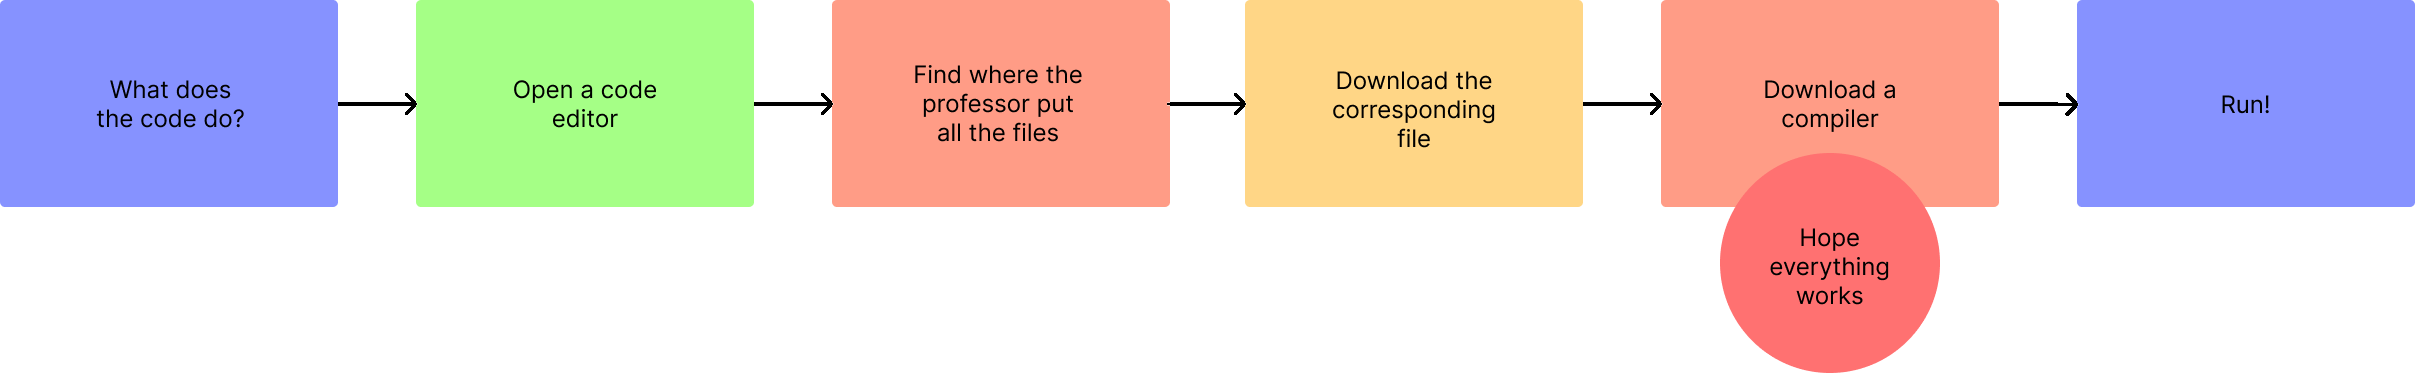 What does
the code do?
Open a code
editor
Find where the
professor put
all the files
Download the
corresponding
file
Download a
compiler
Hope
everything
works
Run!